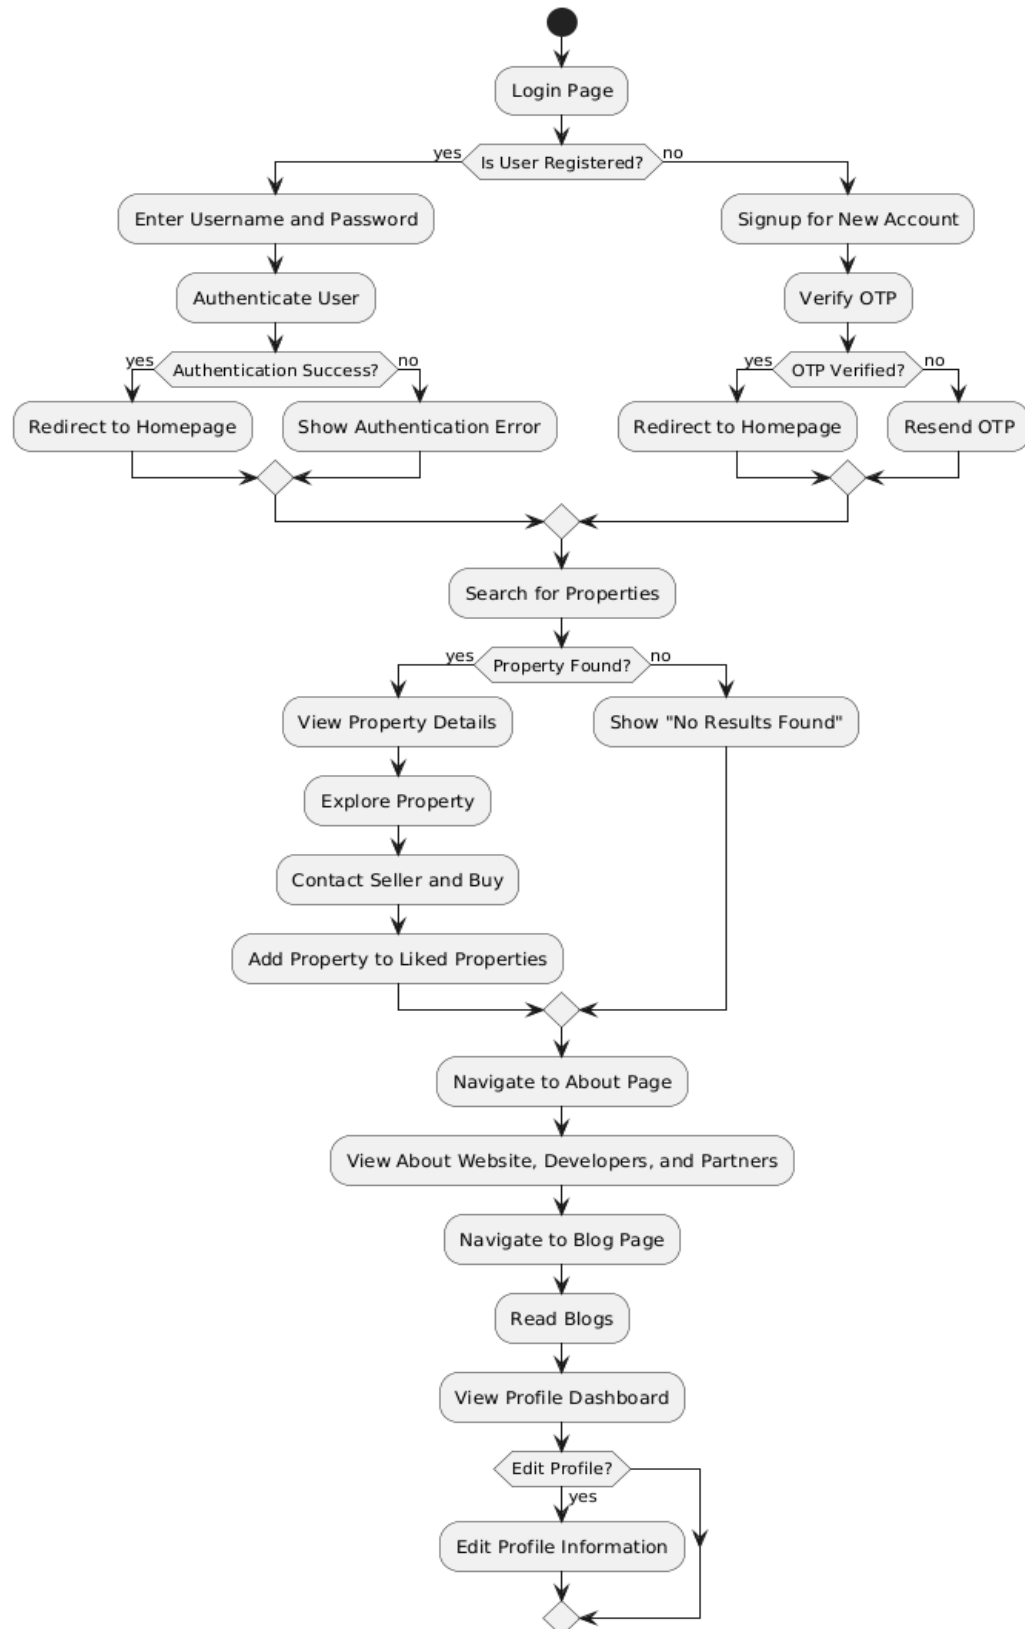 Login Page
yes
Is User Registered?
no
Enter Username and Password
Signup for New Account
Authenticate User
Verify OTP
yes
Authentication Success?
no
yes
OTP Verified?
no
Redirect to Homepage
Show Authentication Error
Redirect to Homepage
Resend OTP
Search for Properties
yes
Property Found?
no
View Property Details
Show "No Results Found"
Explore Property
Contact Seller and Buy
Add Property to Liked Properties
Navigate to About Page
View About Website, Developers, and Partners
Navigate to Blog Page
Read Blogs
View Profile Dashboard
Edit Profile?
yes
Edit Profile Information